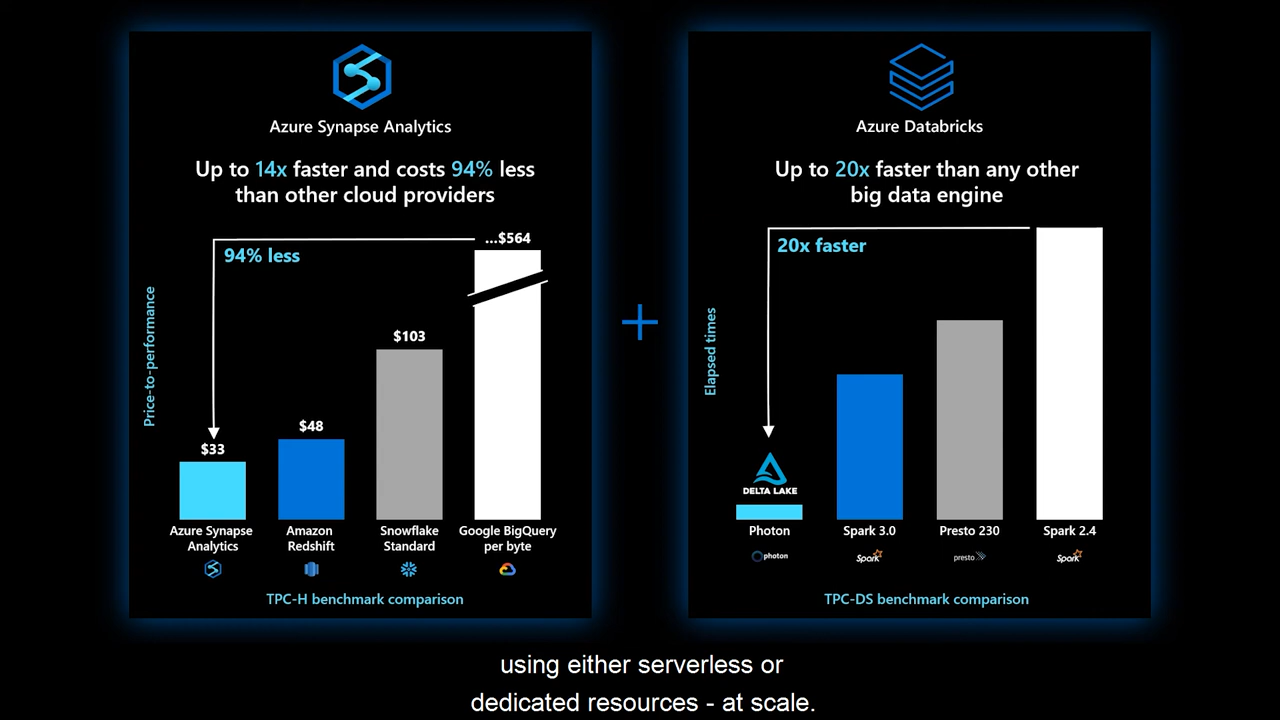 Azure Synapse Analytics
Up to 14x faster and costs 94% less
than other cloud providers
Price-to-performance
94% less
...$564
$103
$48
$33
Azure Synapse
Analytics
Amazon
Redshift
Snowflake
Standard
Google BigQuery
per byte
TPC-H benchmark comparison
+
Azure Databricks
Up to 20x faster than any other
big data engine
Elapsed times
20x faster
DELTA LAKE
Photon
Spark 3.0
Presto 230
Spark 2.4
photon
Spark
presto
Spark
TPC-DS benchmark comparison
using either serverless or
dedicated resources - at scale.